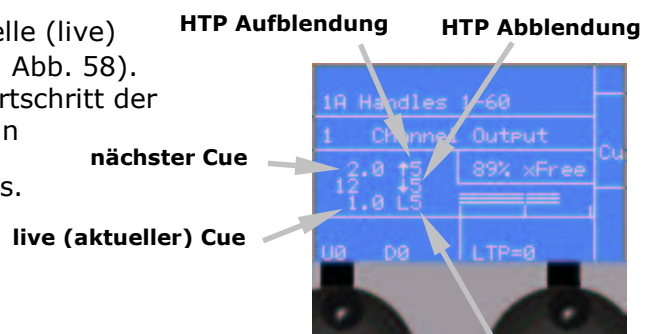 elle (live)
Abb. 58).
rtschritt der
n
s.
HTP Aufblendung
HTP Abblendung
nächster Cue
live (aktueller) Cue
1A Handles 1-60
1 Channel Output
2.0 ↑5
12 ↓5
1.0 L5
89% xFree
Cu
U0 D0
LTP=0